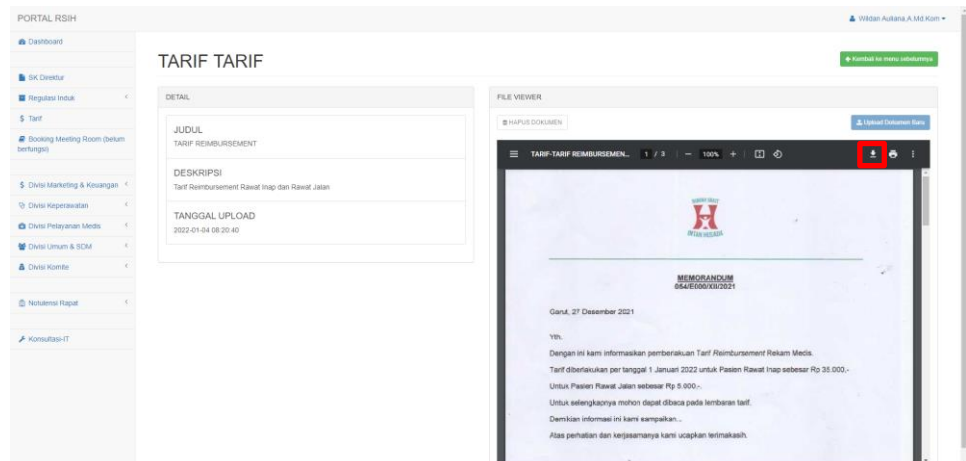 PORTAL RSIH
Wildan Auliana,A.Md.Kom
Dashboard
SK Direktur
Regulasi Induk
Tarif
Booking Meeting Room (belum
berfungsi)
Divisi Marketing & Keuangan
Divisi Keperawatan
Divisi Pelayanan Medis
Divisi Umum & SDM
Divisi Komite
Notulensi Rapat
Konsultasi-IT
TARIF TARIF
Kembali ke menu sebelumnya
DETAIL
JUDUL
TARIF REIMBURSEMENT
DESKRIPSI
Tarif Reimbursement Rawat Inap dan Rawat Jalan
TANGGAL UPLOAD
2022-01-04 08:20:40
FILE VIEWER
HAPUS DOKUMEN
Upload Dokumen Baru
TARIF-TARIF REIMBURSEMEN... 1 / 3 100%
RUMAH SAKIT
INTAN HUSADA
MEMORANDUM
064/E000/XII/2021
Garut, 27 Desember 2021
Yth.
Dengan ini kami informasikan pemberlakuan Tarif Reimbursement Rekam Medis.
Tarif diberlakukan per tanggal 1 Januari 2022 untuk Pasien Rawat Inap sebesar Rp 35.000,-
Untuk Pasien Rawat Jalan sebesar Rp 5.000,-.
Untuk selengkapnya mohon dapat dibaca pada lembaran tarif.
Demikian informasi ini kami sampaikan...
Atas perhatian dan kerjasamanya kami ucapkan terimakasih.